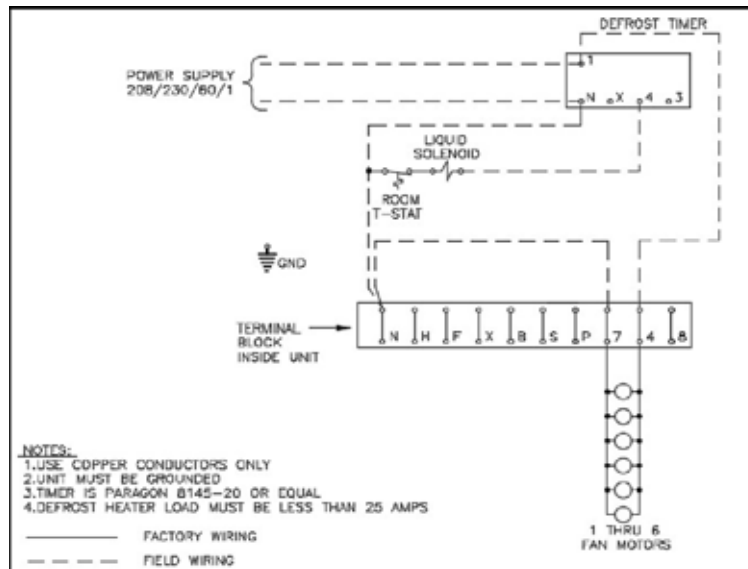 DEFROST TIMER
POWER SUPPLY
208/230/60/1
1
N X 4 3
LIQUID
SOLENOID
ROOM
T-STAT
GND
TERMINAL
BLOCK
INSIDE UNIT
N H F X B S P 7 4 8
NOTES:
1.USE COPPER CONDUCTORS ONLY
2.UNIT MUST BE GROUNDED
3.TIMER IS PARAGON 8145-20 OR EQUAL
4.DEFROST HEATER LOAD MUST BE LESS THAN 25 AMPS
FACTORY WIRING
FIELD WIRING
1 THRU 6
FAN MOTORS